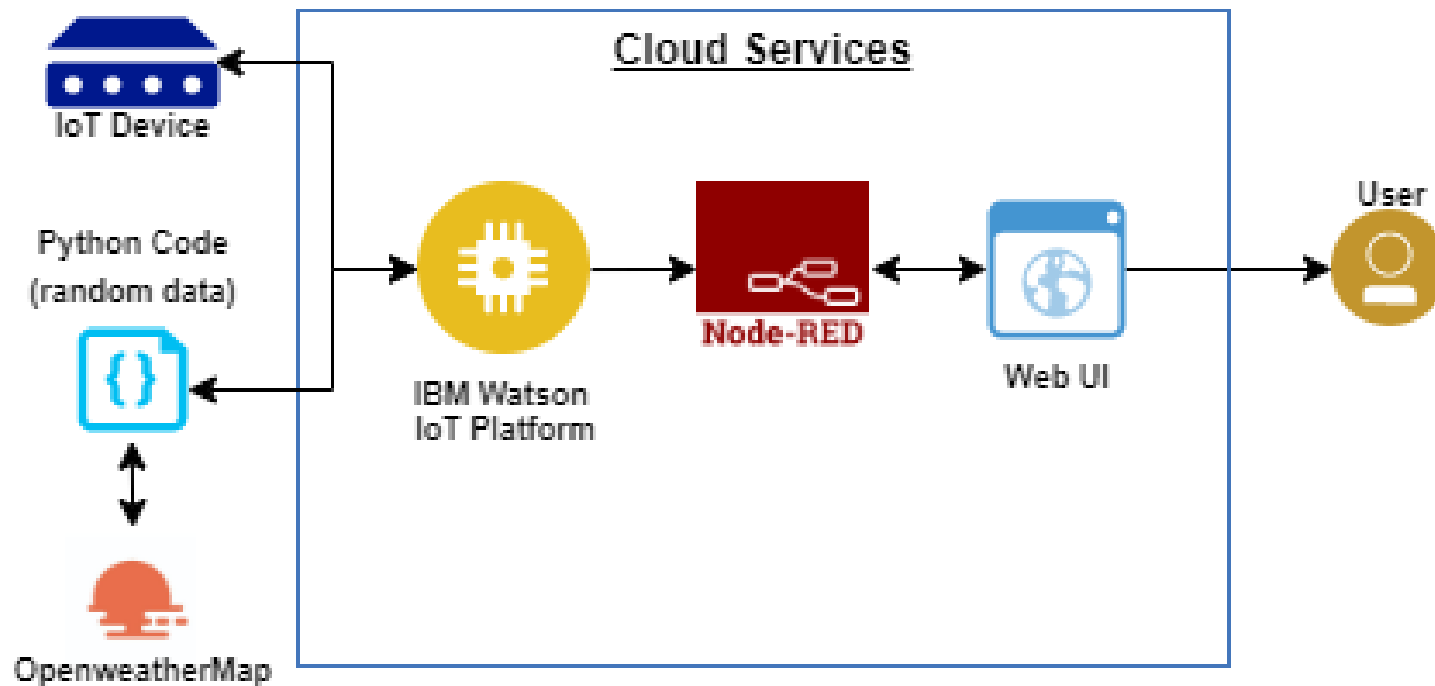 Cloud Services
IoT Device
User
Python Code
(random data)
Node-RED
Web UI
IBM Watson
IoT Platform
{}
OpenweatherMap